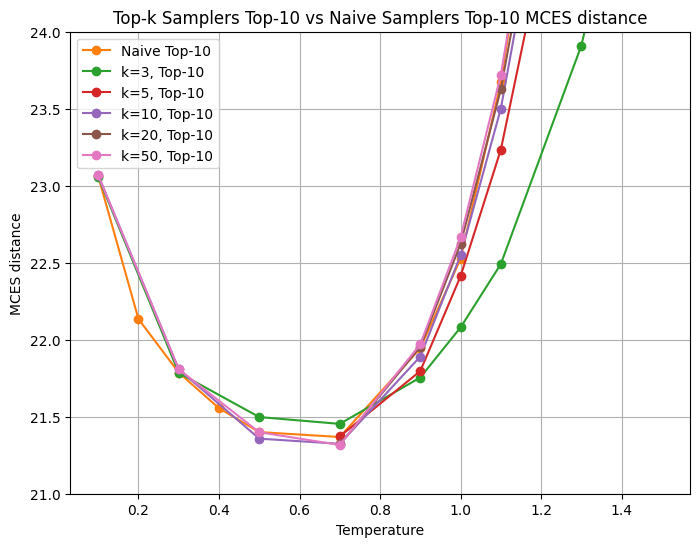 Top-k Samplers Top-10 vs Naive Samplers Top-10 MCES distance
24.0
23.5
23.0
22.5
22.0
21.5
21.0
MCES distance
Naive Top-10
k=3, Top-10
k=5, Top-10
k=10, Top-10
k=20, Top-10
k=50, Top-10
0.2 0.4 0.6 0.8 1.0 1.2 1.4
Temperature